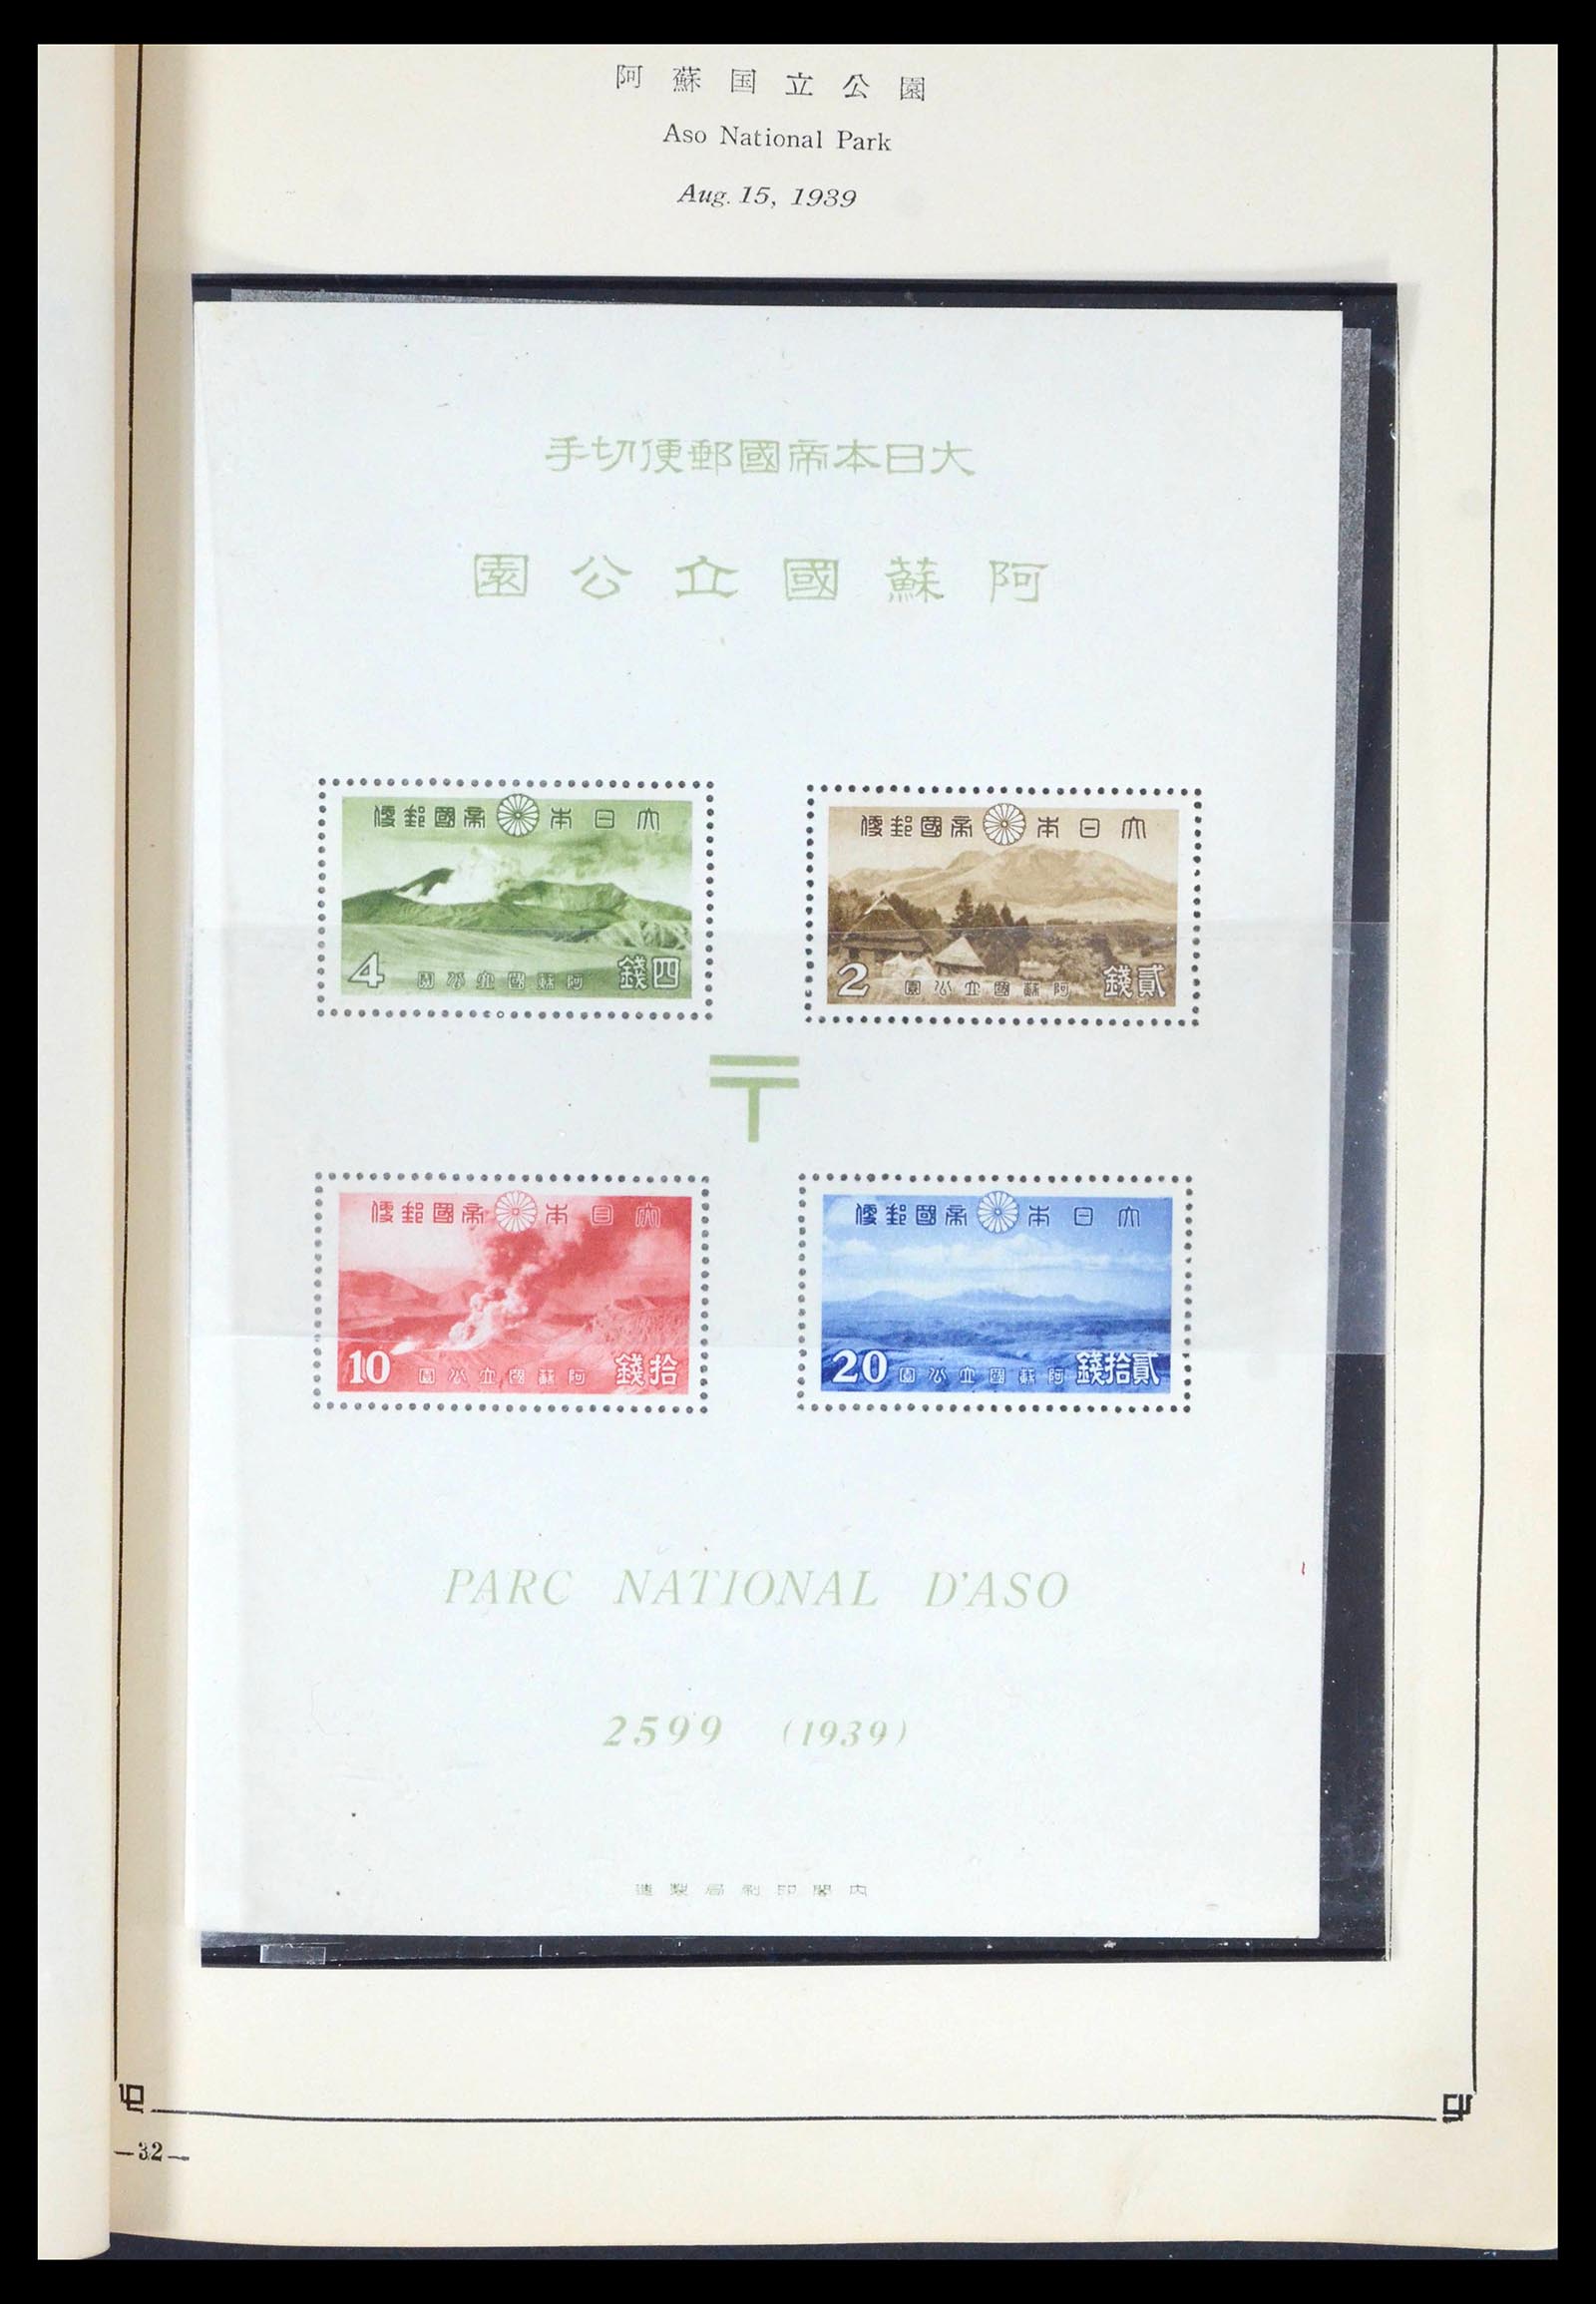 阿蘇国立公園
Aso National Park
Aug. 15, 1939
大日本帝國郵便切手
阿蘇國立公園
大日本帝國郵便
4 阿蘇國立公園 四錢
大日本帝國郵便
2 阿蘇國立公園 貳錢
〒
大日本帝國郵便
10 阿蘇國立公園 拾錢
大日本帝國郵便
20 阿蘇國立公園 貳拾錢
PARC NATIONAL D'ASO
2599 (1939)
内閣印刷局製造
—32—